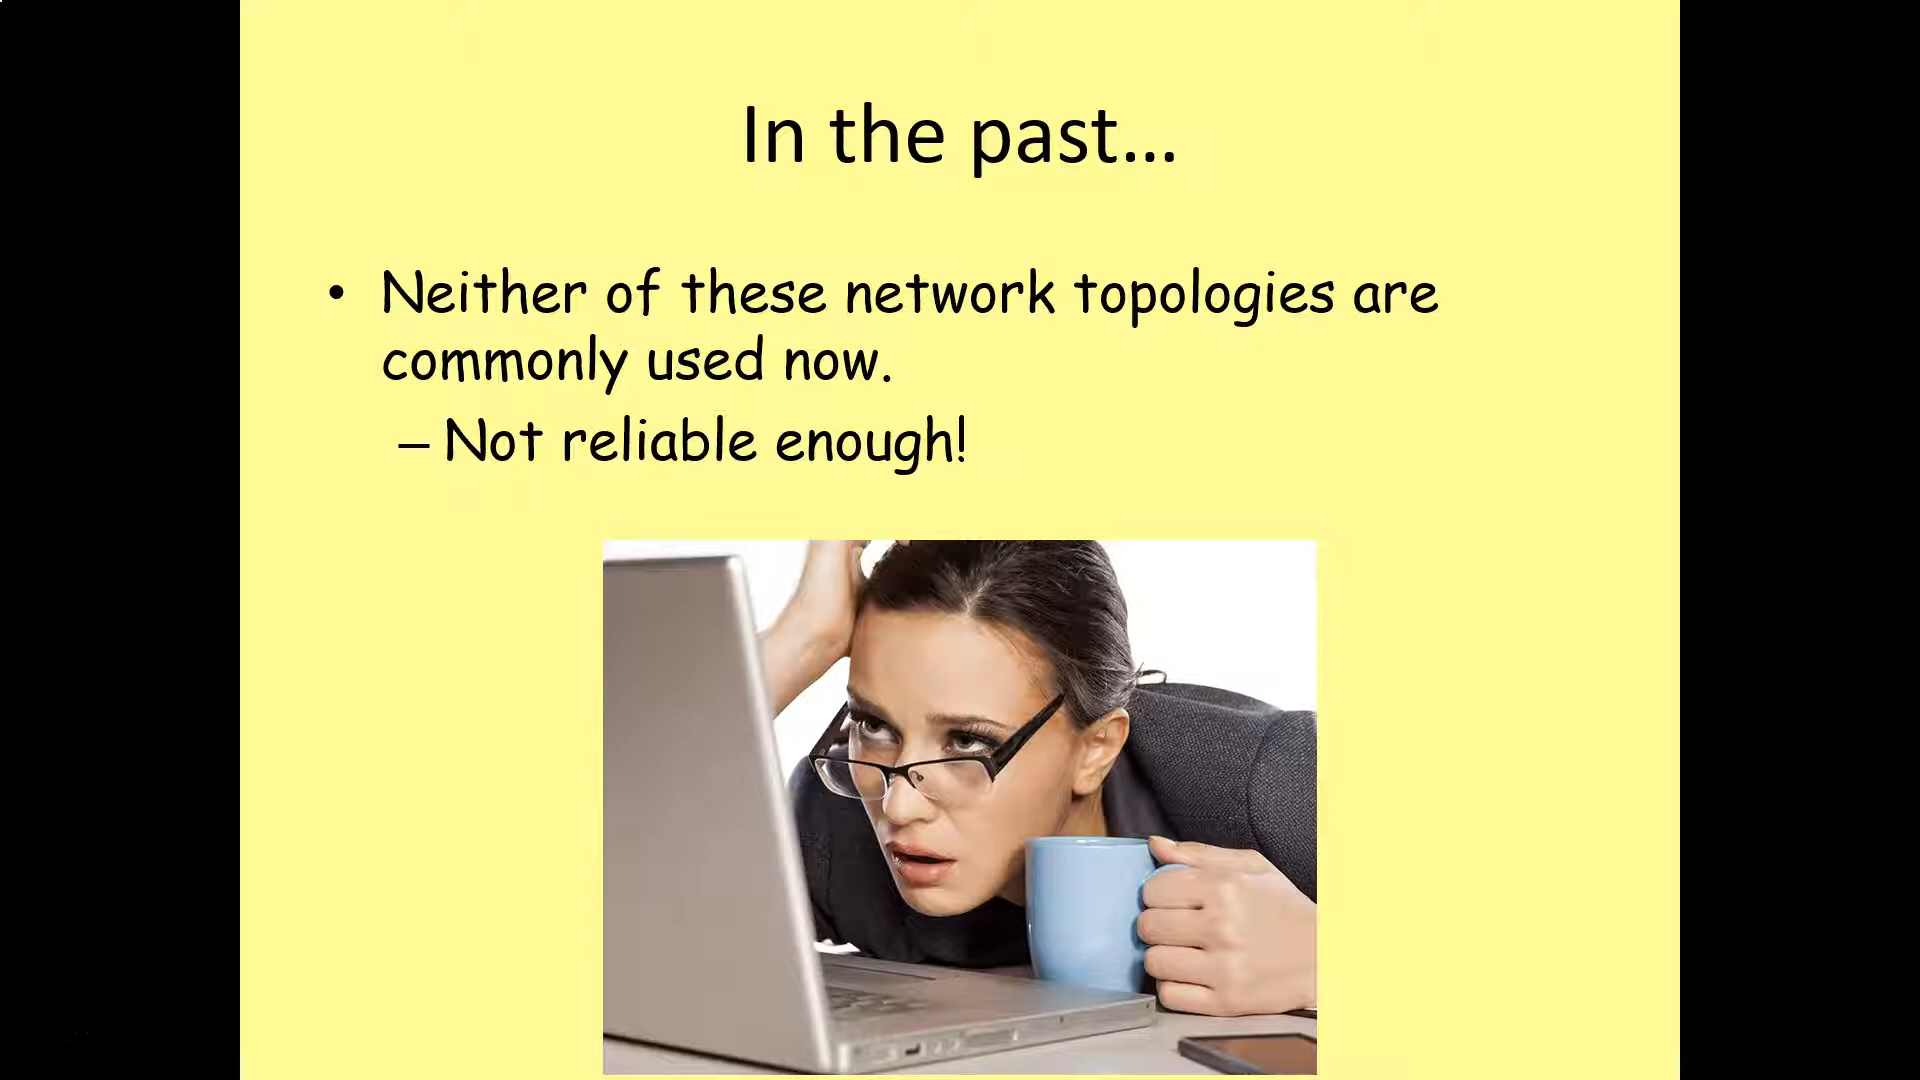 In the past...
• Neither of these network topologies are
commonly used now.
– Not reliable enough!